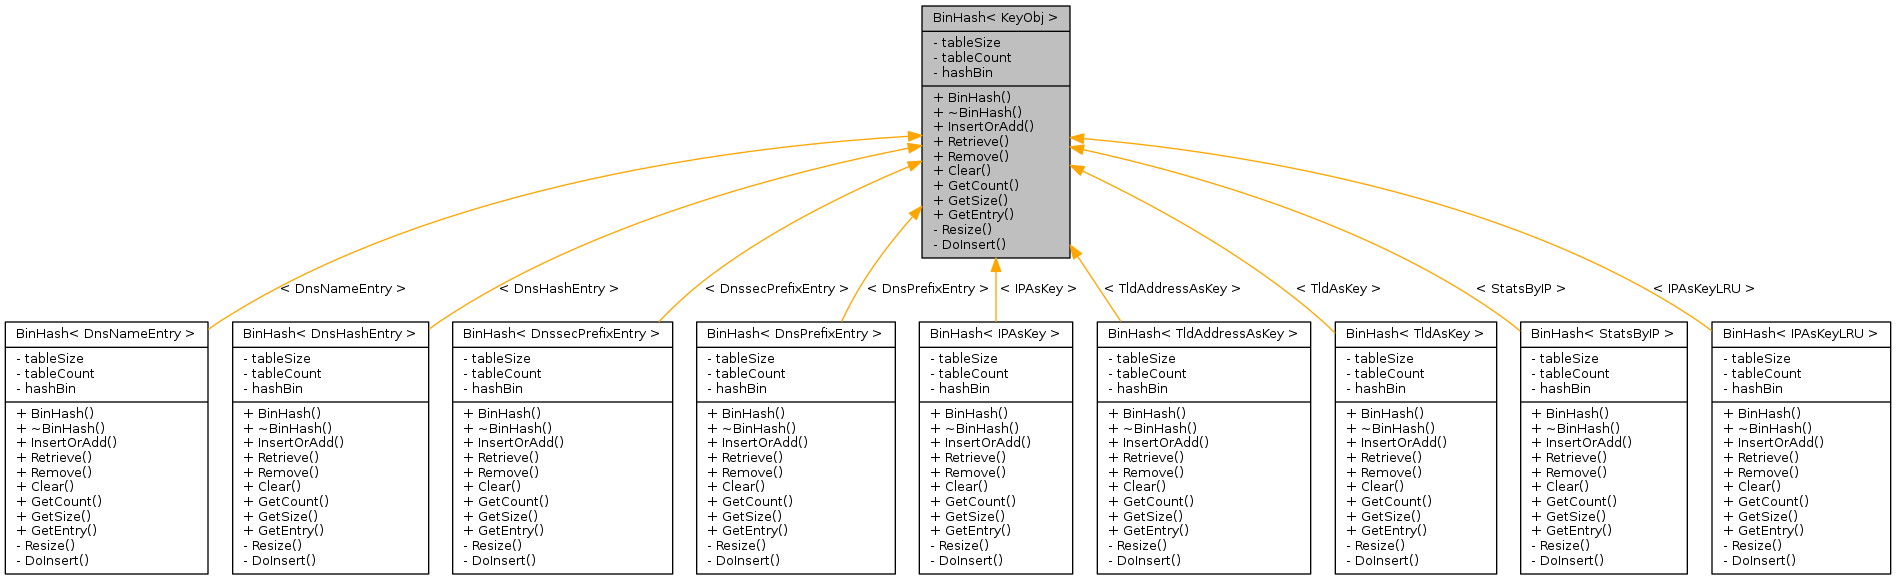 BinHash< KeyObj >
- tableSize
- tableCount
- hashBin
+ BinHash()
+ ~BinHash()
+ InsertOrAdd()
+ Retrieve()
+ Remove()
+ Clear()
+ GetCount()
+ GetSize()
+ GetEntry()
- Resize()
- DoInsert()
< DnsNameEntry >
< DnsHashEntry >
< DnssecPrefixEntry >
< DnsPrefixEntry >
< IPAsKey >
< TldAddressAsKey >
< TldAsKey >
< StatsByIP >
< IPAsKeyLRU >
BinHash< DnsNameEntry >
- tableSize
- tableCount
- hashBin
+ BinHash()
+ ~BinHash()
+ InsertOrAdd()
+ Retrieve()
+ Remove()
+ Clear()
+ GetCount()
+ GetSize()
+ GetEntry()
- Resize()
- DoInsert()
BinHash< DnsHashEntry >
- tableSize
- tableCount
- hashBin
+ BinHash()
+ ~BinHash()
+ InsertOrAdd()
+ Retrieve()
+ Remove()
+ Clear()
+ GetCount()
+ GetSize()
+ GetEntry()
- Resize()
- DoInsert()
BinHash< DnssecPrefixEntry >
- tableSize
- tableCount
- hashBin
+ BinHash()
+ ~BinHash()
+ InsertOrAdd()
+ Retrieve()
+ Remove()
+ Clear()
+ GetCount()
+ GetSize()
+ GetEntry()
- Resize()
- DoInsert()
BinHash< DnsPrefixEntry >
- tableSize
- tableCount
- hashBin
+ BinHash()
+ ~BinHash()
+ InsertOrAdd()
+ Retrieve()
+ Remove()
+ Clear()
+ GetCount()
+ GetSize()
+ GetEntry()
- Resize()
- DoInsert()
BinHash< IPAsKey >
- tableSize
- tableCount
- hashBin
+ BinHash()
+ ~BinHash()
+ InsertOrAdd()
+ Retrieve()
+ Remove()
+ Clear()
+ GetCount()
+ GetSize()
+ GetEntry()
- Resize()
- DoInsert()
BinHash< TldAddressAsKey >
- tableSize
- tableCount
- hashBin
+ BinHash()
+ ~BinHash()
+ InsertOrAdd()
+ Retrieve()
+ Remove()
+ Clear()
+ GetCount()
+ GetSize()
+ GetEntry()
- Resize()
- DoInsert()
BinHash< TldAsKey >
- tableSize
- tableCount
- hashBin
+ BinHash()
+ ~BinHash()
+ InsertOrAdd()
+ Retrieve()
+ Remove()
+ Clear()
+ GetCount()
+ GetSize()
+ GetEntry()
- Resize()
- DoInsert()
BinHash< StatsByIP >
- tableSize
- tableCount
- hashBin
+ BinHash()
+ ~BinHash()
+ InsertOrAdd()
+ Retrieve()
+ Remove()
+ Clear()
+ GetCount()
+ GetSize()
+ GetEntry()
- Resize()
- DoInsert()
BinHash< IPAsKeyLRU >
- tableSize
- tableCount
- hashBin
+ BinHash()
+ ~BinHash()
+ InsertOrAdd()
+ Retrieve()
+ Remove()
+ Clear()
+ GetCount()
+ GetSize()
+ GetEntry()
- Resize()
- DoInsert()